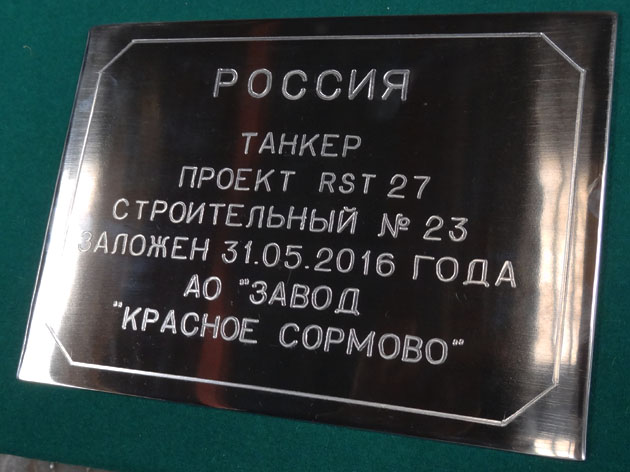 РОССИЯ
ТАНКЕР
ПРОЕКТ RST 27
СТРОИТЕЛЬНЫЙ № 23
ЗАЛОЖЕН 31.05.2016 ГОДА
АО "ЗАВОД
"КРАСНОЕ СОРМОВО"